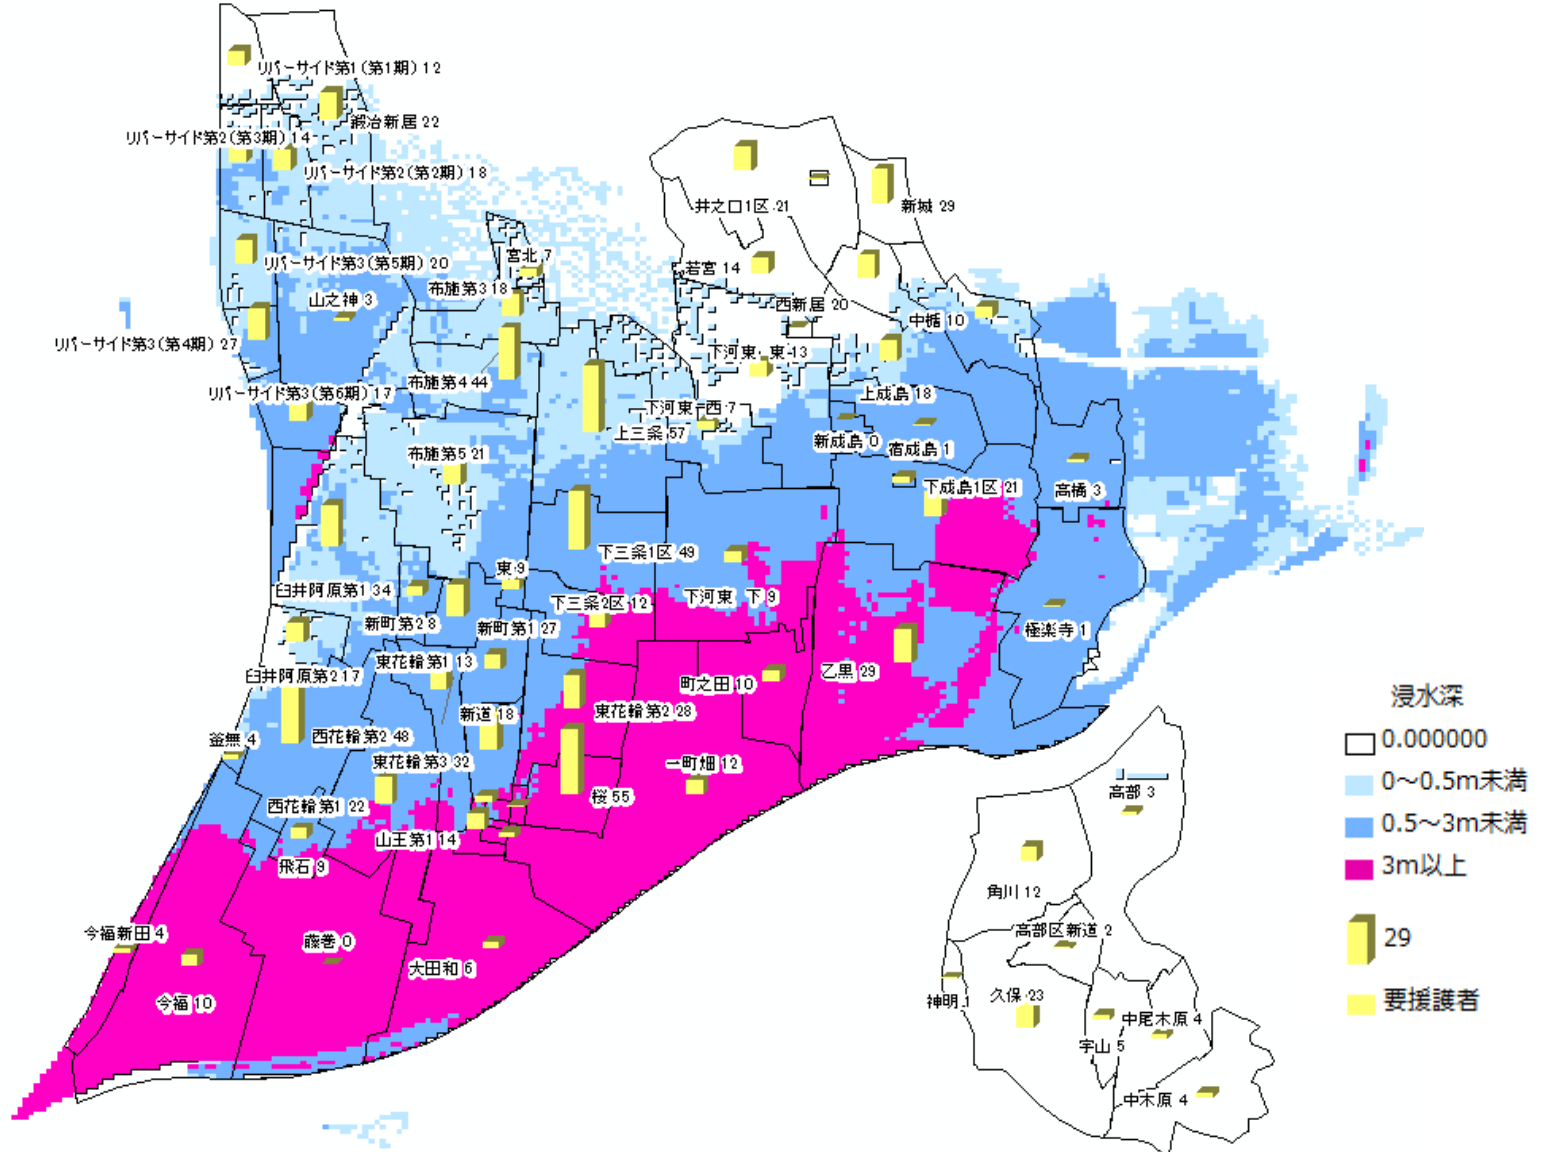 リバーサイド第1(第1期) 12
鍛冶新居 22
リバーサイド第2(第3期) 14
リバーサイド第2(第2期) 18
井之口1区 21
新城 29
宮北 7
リバーサイド第3(第5期) 20
若宮 14
布施第3 18
山之神 3
西新居 20
中楯 10
リバーサイド第3(第4期) 27
下河東 東 13
布施第4 44
リバーサイド第3(第6期) 17
上成島 18
下河東 西 7
上三条 57
新成島 0
宿成島 1
布施第5 21
下成島1区 21
高橋 3
下三条1区 49
東 9
臼井阿原第1 34
下三条2区 12
下河東 下 9
新町第2 8
新町第1 27
極楽寺 1
東花輪第1 13
臼井阿原第2 17
町之田 10
乙黒 29
新道 18
東花輪第2 28
釜無 4
西花輪第2 48
東花輪第3 32
一町畑 12
桜 55
西花輪第1 22
山王第1 14
飛石 9
今福新田 4
藤巻 0
大田和 6
今福 10
高部 3
角川 12
高部区新道 2
神明 1
久保 23
中尾木原 4
宇山 5
中木原 4
浸水深
0.000000
0～0.5m未満
0.5～3m未満
3m以上
29
要援護者